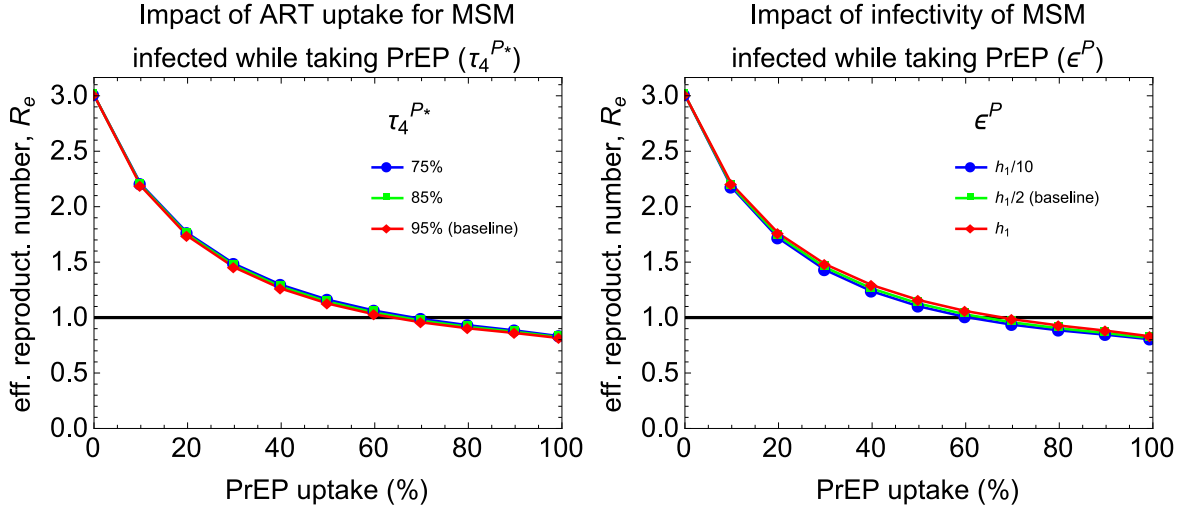 Impact of ART uptake for MSM
infected while taking PrEP (τ₄ᴾ*)
eff. reproduct. number, Rₑ
3.0
2.5
2.0
1.5
1.0
0.5
0.0
τ₄ᴾ*
75%
85%
95% (baseline)
0 20 40 60 80 100
PrEP uptake (%)
Impact of infectivity of MSM
infected while taking PrEP (ϵᴾ)
eff. reproduct. number, Rₑ
3.0
2.5
2.0
1.5
1.0
0.5
0.0
ϵᴾ
h₁/10
h₁/2 (baseline)
h₁
0 20 40 60 80 100
PrEP uptake (%)